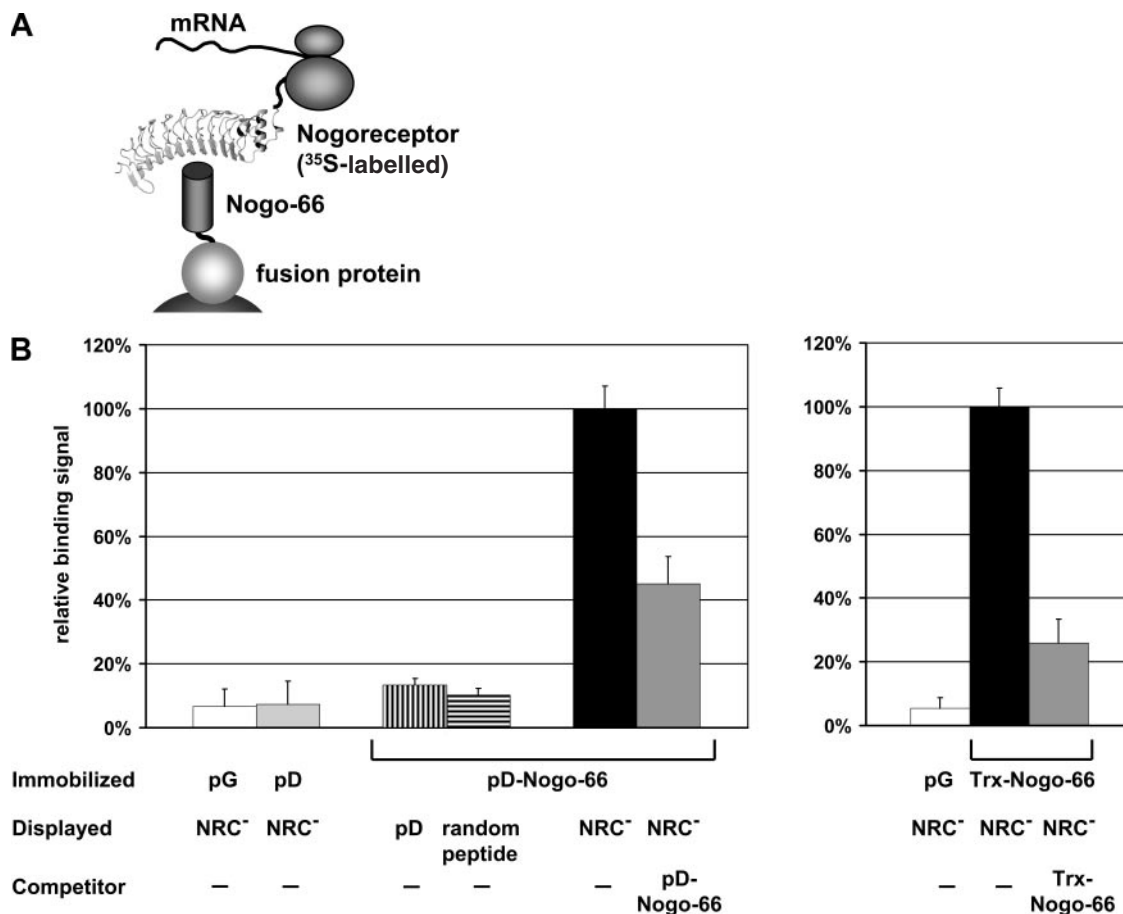 A
mRNA
Nogoreceptor
(³⁵S-labelled)
Nogo-66
fusion protein
B
relative binding signal
120%
100%
80%
60%
40%
20%
0%
120%
100%
80%
60%
40%
20%
0%
Immobilized pG pD pD-Nogo-66 pG Trx-Nogo-66
Displayed NRC⁻ NRC⁻ pD random NRC⁻ NRC⁻ NRC⁻ NRC⁻ NRC⁻
peptide
Competitor – – – – – pD- – – Trx-
Nogo-66 Nogo-66